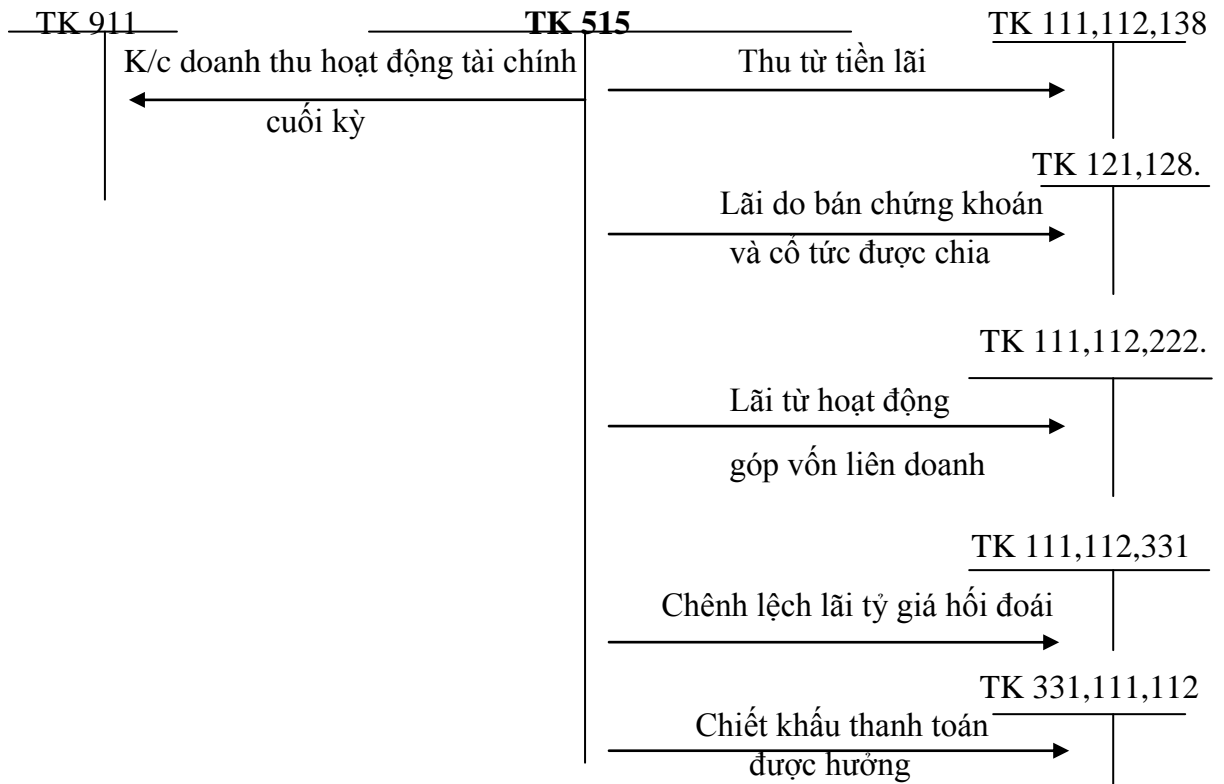 TK 911
TK 515
TK 111,112,138
K/c doanh thu hoạt động tài chính
cuối kỳ
Thu từ tiền lãi
TK 121,128.
Lãi do bán chứng khoán
và cổ tức được chia
TK 111,112,222.
Lãi từ hoạt động
góp vốn liên doanh
TK 111,112,331
Chênh lệch lãi tỷ giá hối đoái
TK 331,111,112
Chiết khấu thanh toán
được hưởng